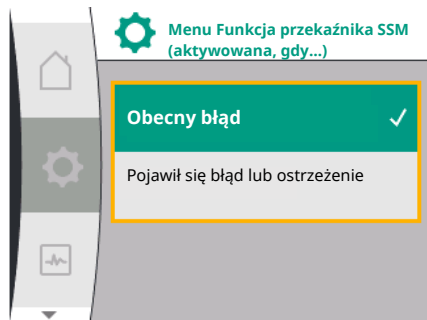 Menu Funkcja przekaźnika SSM
(aktywowana, gdy...)
Obecny błąd
Pojawił się błąd lub ostrzeżenie